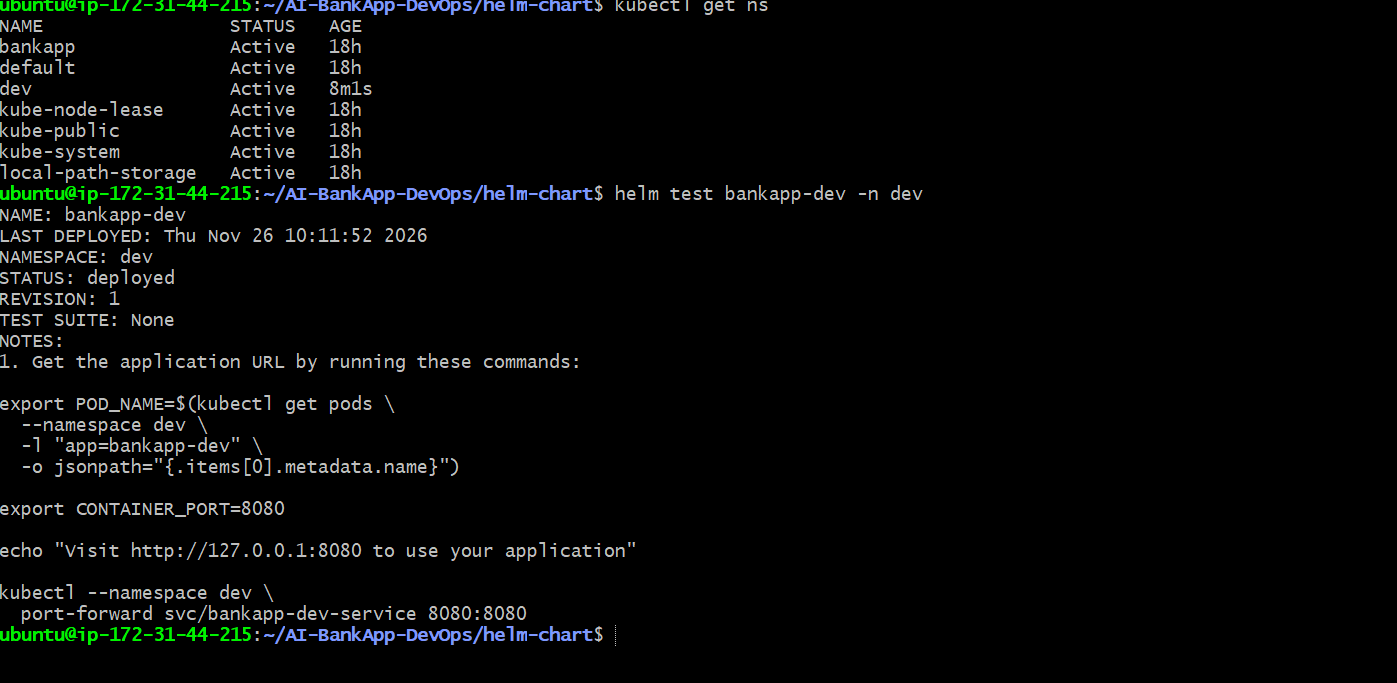 ubuntu@ip-172-31-44-215:~/AI-BankApp-DevOps/helm-chart$ kubectl get ns
NAME                 STATUS   AGE
bankapp              Active   18h
default              Active   18h
dev                  Active   8m1s
kube-node-lease      Active   18h
kube-public          Active   18h
kube-system          Active   18h
local-path-storage   Active   18h
ubuntu@ip-172-31-44-215:~/AI-BankApp-DevOps/helm-chart$ helm test bankapp-dev -n dev
NAME: bankapp-dev
LAST DEPLOYED: Thu Nov 26 10:11:52 2026
NAMESPACE: dev
STATUS: deployed
REVISION: 1
TEST SUITE: None
NOTES:
1. Get the application URL by running these commands:
export POD_NAME=$(kubectl get pods \
  --namespace dev \
  -l "app=bankapp-dev" \
  -o jsonpath="{.items[0].metadata.name}")
export CONTAINER_PORT=8080
echo "Visit http://127.0.0.1:8080 to use your application"
kubectl --namespace dev \
  port-forward svc/bankapp-dev-service 8080:8080
ubuntu@ip-172-31-44-215:~/AI-BankApp-DevOps/helm-chart$